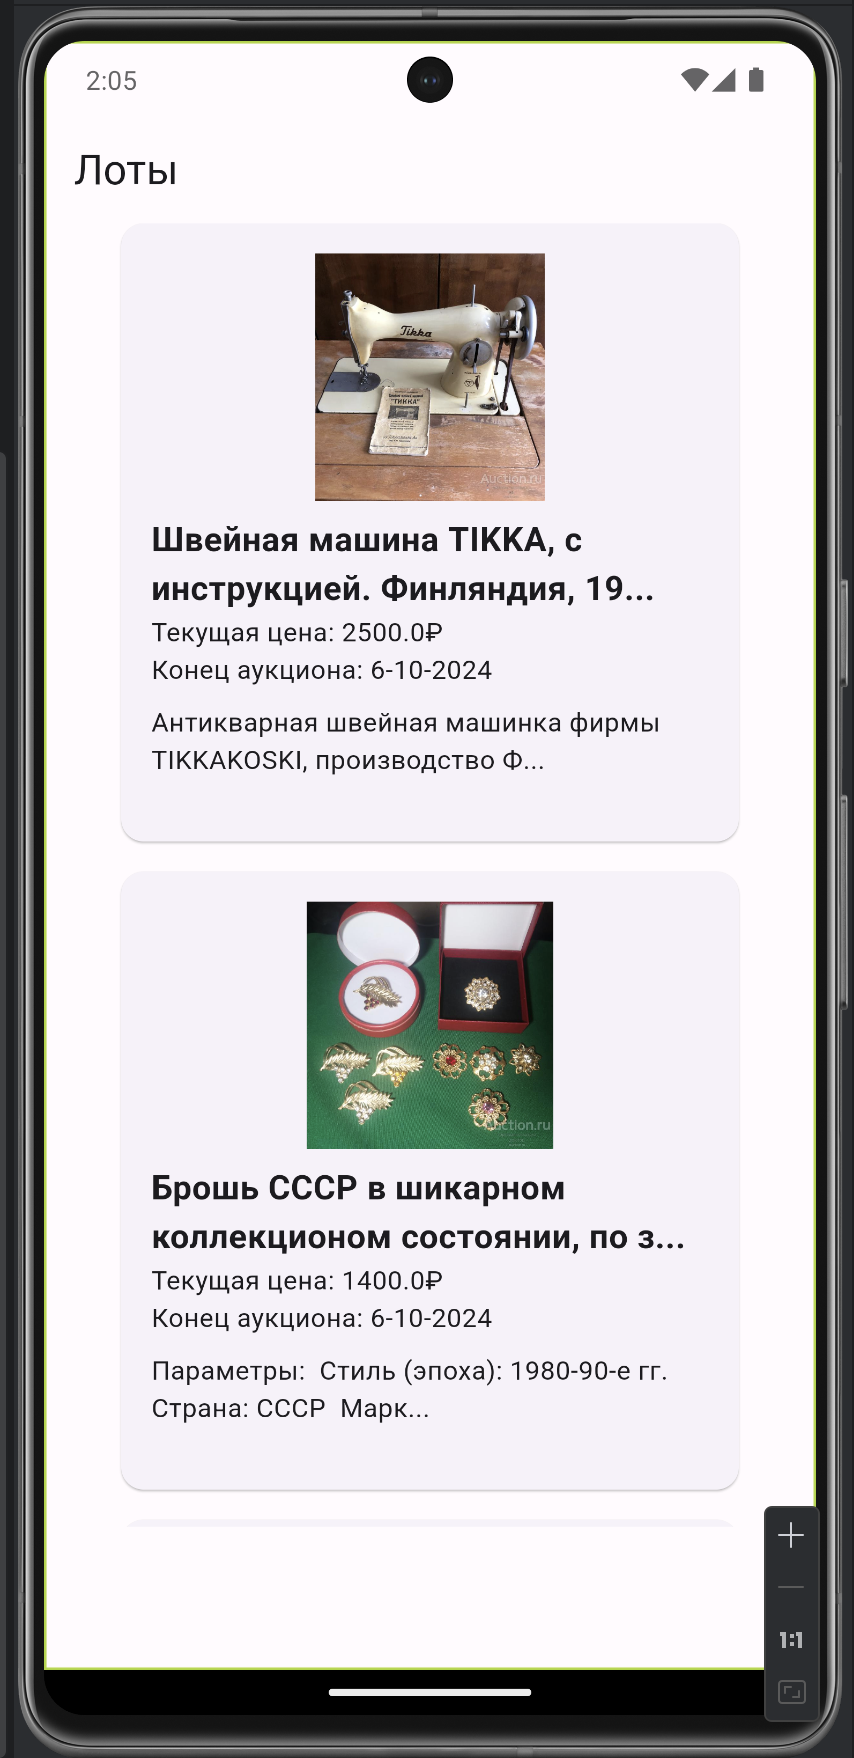 2:05
Лоты
Tikka
"ТИККА"
Auction.ru
Швейная машина TIKKA, с
инструкцией. Финляндия, 19...
Текущая цена: 2500.0₽
Конец аукциона: 6-10-2024
Антикварная швейная машинка фирмы
TIKKAKOSKI, производство Ф...
Auction.ru
Брошь СССР в шикарном
коллекционом состоянии, по з...
Текущая цена: 1400.0₽
Конец аукциона: 6-10-2024
Параметры:  Стиль (эпоха): 1980-90-е гг.
Страна: СССР  Марк...
1:1